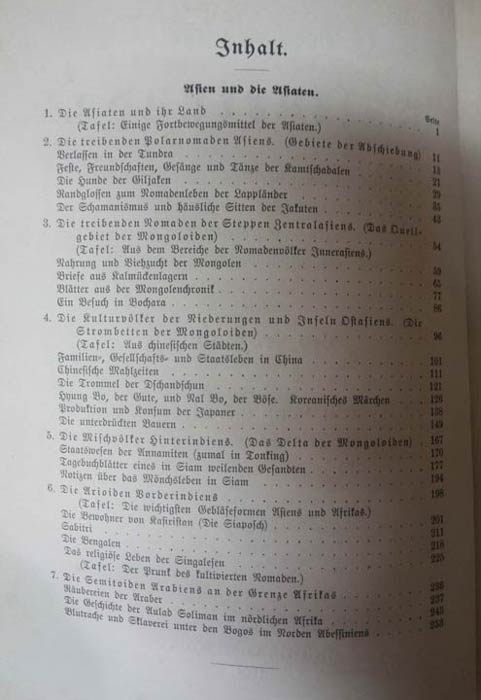 Inhalt.
Asien und die Asiaten.
Seite
1. Die Asiaten und ihr Land 1
(Tafel: Einige Fortbewegungsmittel der Asiaten.)
2. Die treibenden Polarnomaden Asiens. (Gebiete der Abschiebung) 11
Verlassen in der Tundra 13
Feste, Freundschaften, Gesänge und Tänze der Kamtschadalen 21
Die Hunde der Giljaken 29
Randglossen zum Nomadenleben der Lappländer 35
Der Schamanismus und häusliche Sitten der Jakuten 43
3. Die treibenden Nomaden der Steppen Zentralasiens. (Das Quell-
gebiet der Mongoloiden) 54
(Tafel: Aus dem Bereiche der Nomadenvölker Innerasiens.)
Nahrung und Viehzucht der Mongolen 59
Briefe aus Kalmückenlagern 65
Blätter aus der Mongolenchronik 77
Ein Besuch in Bochara 86
4. Die Kulturvölker der Niederungen und Inseln Ostasiens. (Die
Strombetten der Mongoloiden) 96
(Tafel: Aus chinesischen Städten.)
Familien-, Gesellschafts- und Staatsleben in China 101
Chinesische Mahlzeiten 111
Die Trommel der Dschandschun 121
Hyung Bo, der Gute, und Nal Bo, der Böse. Koreanisches Märchen 126
Produktion und Konsum der Japaner 138
Die unterdrückten Bauern 149
5. Die Mischvölker Hinterindiens. (Das Delta der Mongoloiden) 167
Staatswesen der Annamiten (zumal in Tonking) 170
Tagebuchblätter eines in Siam weilenden Gesandten 177
Notizen über das Mönchsleben in Siam 194
6. Die Arioiden Vorderindiens 198
(Tafel: Die wichtigsten Gebläseformen Asiens und Afrikas.)
Die Bewohner von Kafiristan (Die Siaposch) 201
Savitri 211
Die Bengalen 218
Das religiöse Leben der Singalesen 225
(Tafel: Der Prunk des kultivierten Nomaden.)
7. Die Semitoiden Arabiens an der Grenze Afrikas 236
Räubereien der Araber 237
Die Geschichte der Aulad Soliman im nördlichen Afrika 245
Blutrache und Sklaverei unter den Bogos im Norden Abessiniens 253